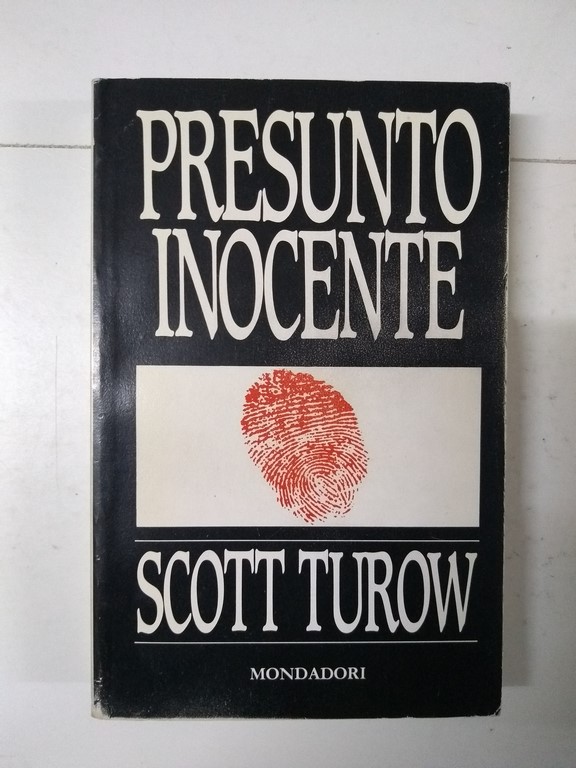 PRESUNTO
INOCENTE
SCOTT TUROW
MONDADORI